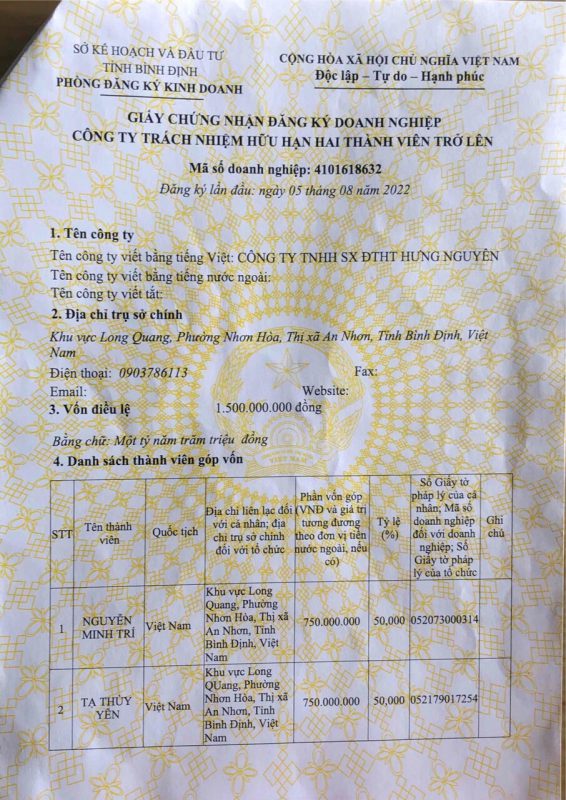 SỞ KẾ HOẠCH VÀ ĐẦU TƯ
TỈNH BÌNH ĐỊNH
PHÒNG ĐĂNG KÝ KINH DOANH
CỘNG HÒA XÃ HỘI CHỦ NGHĨA VIỆT NAM
Độc lập – Tự do – Hạnh phúc
GIẤY CHỨNG NHẬN ĐĂNG KÝ DOANH NGHIỆP
CÔNG TY TRÁCH NHIỆM HỮU HẠN HAI THÀNH VIÊN TRỞ LÊN
Mã số doanh nghiệp: 4101618632
Đăng ký lần đầu: ngày 05 tháng 08 năm 2022
1. Tên công ty
Tên công ty viết bằng tiếng Việt: CÔNG TY TNHH SX ĐTHT HƯNG NGUYÊN
Tên công ty viết bằng tiếng nước ngoài:
Tên công ty viết tắt:
2. Địa chỉ trụ sở chính
Khu vực Long Quang, Phường Nhơn Hòa, Thị xã An Nhơn, Tỉnh Bình Định, Việt
Nam
Điện thoại: 0903786113 Fax:
Email: Website:
3. Vốn điều lệ 1.500.000.000 đồng
Bằng chữ: Một tỷ năm trăm triệu đồng
4. Danh sách thành viên góp vốn
STT
Tên thành
viên
Quốc tịch
Địa chỉ liên lạc đối
với cá nhân; địa
chỉ trụ sở chính
đối với tổ chức
Phần vốn góp
(VNĐ và giá trị
tương đương
theo đơn vị tiền
nước ngoài, nếu
có)
Tỷ lệ
(%)
Số Giấy tờ
pháp lý của cá
nhân; Mã số
doanh nghiệp
đối với doanh
nghiệp; Số
Giấy tờ pháp
lý của tổ chức
Ghi
chú
1
NGUYỄN
MINH TRÍ
Việt Nam
Khu vực Long
Quang, Phường
Nhơn Hòa, Thị xã
An Nhơn, Tỉnh
Bình Định, Việt
Nam
750.000.000
50,000
052073000314
2
TẠ THỦY
YÊN
Việt Nam
Khu vực Long
QUang, Phường
Nhơn Hòa, Thị xã
An Nhơn, Tỉnh
Bình Định, Việt
Nam
750.000.000
50,000
052179017254
VIỆT NAM